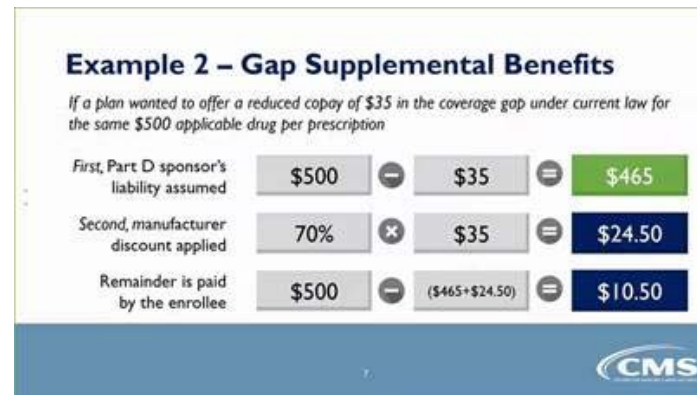 Example 2 – Gap Supplemental Benefits
If a plan wanted to offer a reduced copay of $35 in the coverage gap under current law for
the same $500 applicable drug per prescription
First, Part D sponsor's
liability assumed
$500 − $35 = $465
Second, manufacturer
discount applied
70% × $35 = $24.50
Remainder is paid
by the enrollee
$500 − ($465+$24.50) = $10.50
7
CMS